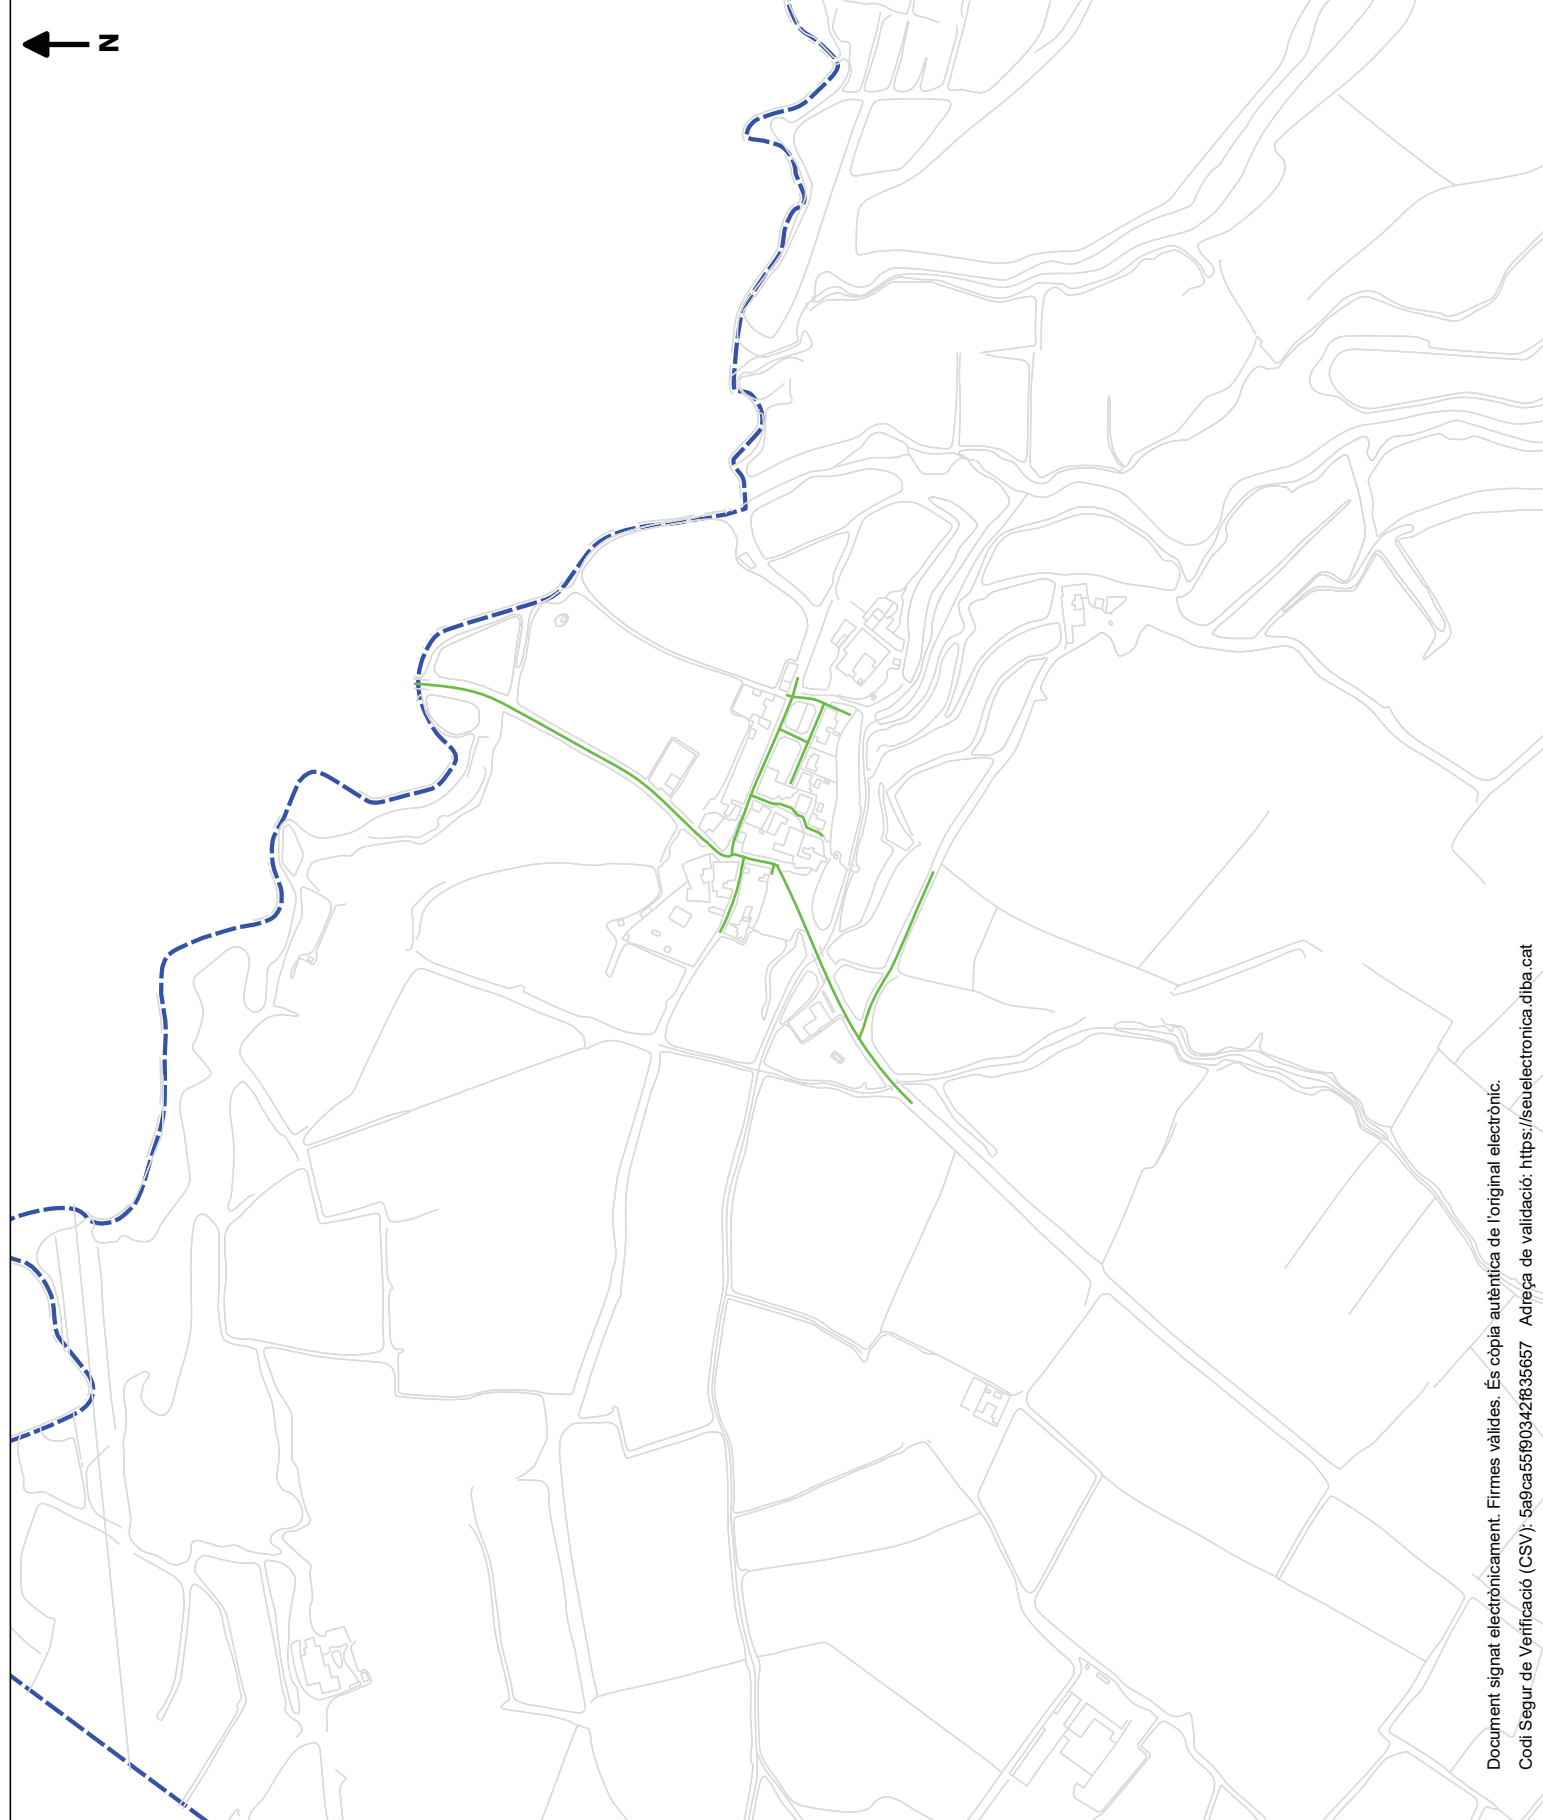 N
Document signat electrònicament. Firmes vàlides. És còpia autèntica de l'original electrònic.
Codi Segur de Verificació (CSV): 5a9ca55f90342f835657 Adreça de validació: https://seuelectronica.diba.cat